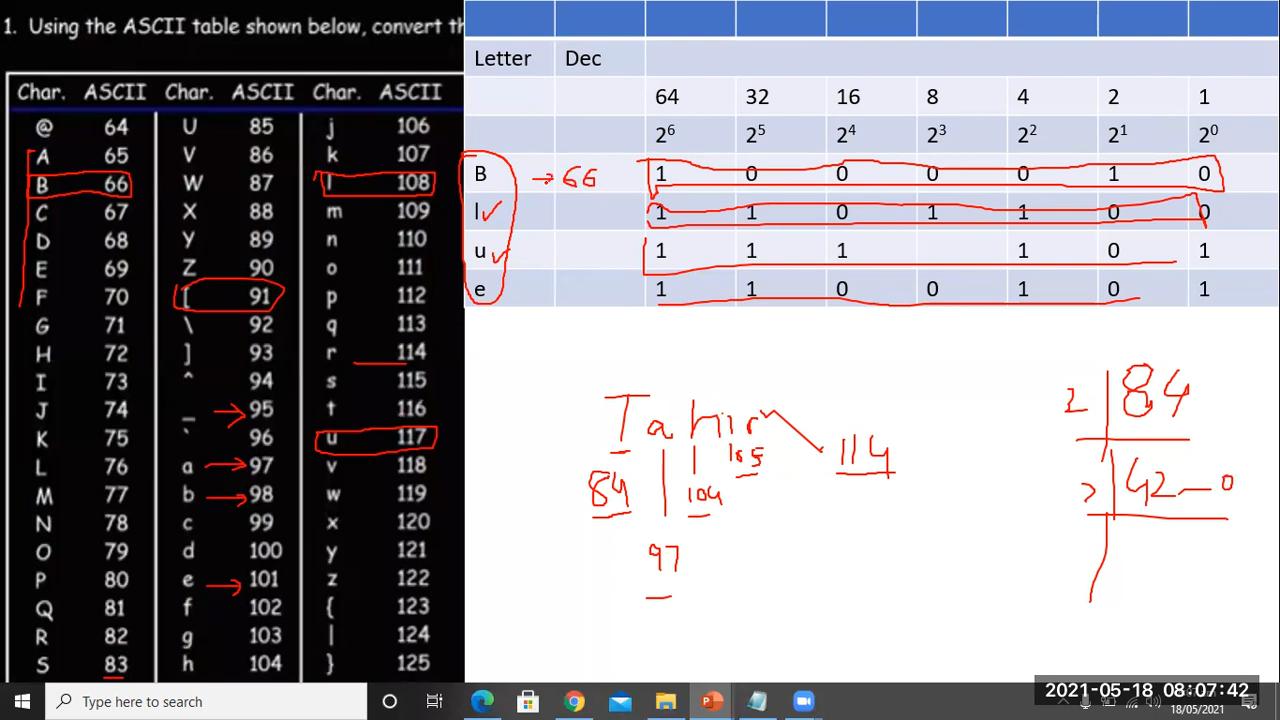 1. Using the ASCII table shown below, convert th
Char. ASCII Char. ASCII Char. ASCII
@ 64 U 85 j 106
A 65 V 86 k 107
B 66 W 87 l 108
C 67 X 88 m 109
D 68 Y 89 n 110
E 69 Z 90 o 111
F 70 [ 91 p 112
G 71 \ 92 q 113
H 72 ] 93 r 114
I 73 ^ 94 s 115
J 74 _ 95 t 116
K 75 ` 96 u 117
L 76 a 97 v 118
M 77 b 98 w 119
N 78 c 99 x 120
O 79 d 100 y 121
P 80 e 101 z 122
Q 81 f 102 { 123
R 82 g 103 | 124
S 83 h 104 } 125
Letter Dec
64 32 16 8 4 2 1
2⁶ 2⁵ 2⁴ 2³ 2² 2¹ 2⁰
B → 66 1 0 0 0 0 1 0
l 1 1 0 1 1 0 0
u 1 1 1 1 0 1
e 1 1 0 0 1 0 1
Tahir
84 104 105 114
97
2 84
2 42 — 0
Type here to search
2021-05-18 08:07:42
18/05/2021